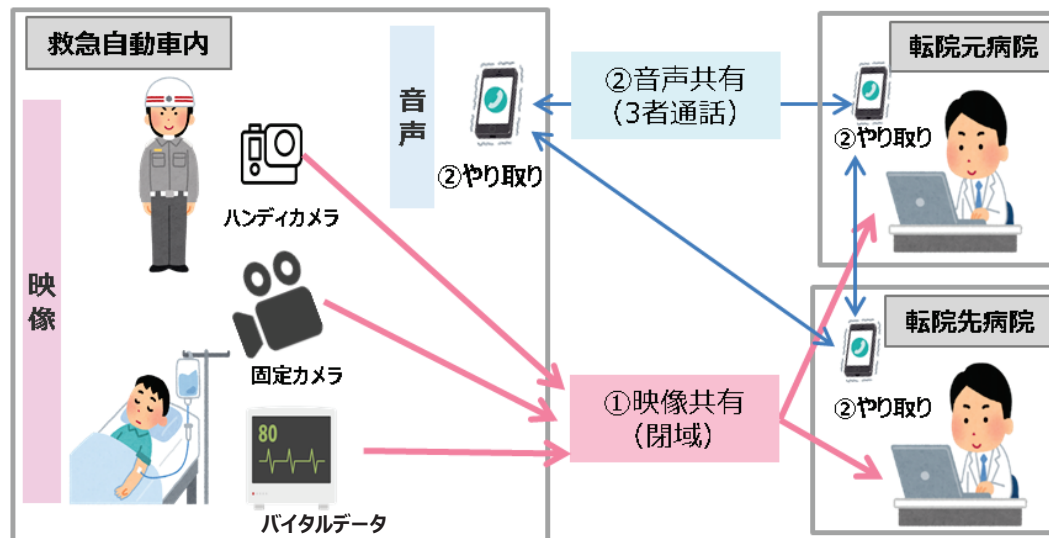 救急自動車内
映像
ハンディカメラ
固定カメラ
80
バイタルデータ
音声
②やり取り
②音声共有
（3者通話）
①映像共有
（閉域）
転院元病院
②やり取り
転院先病院
②やり取り